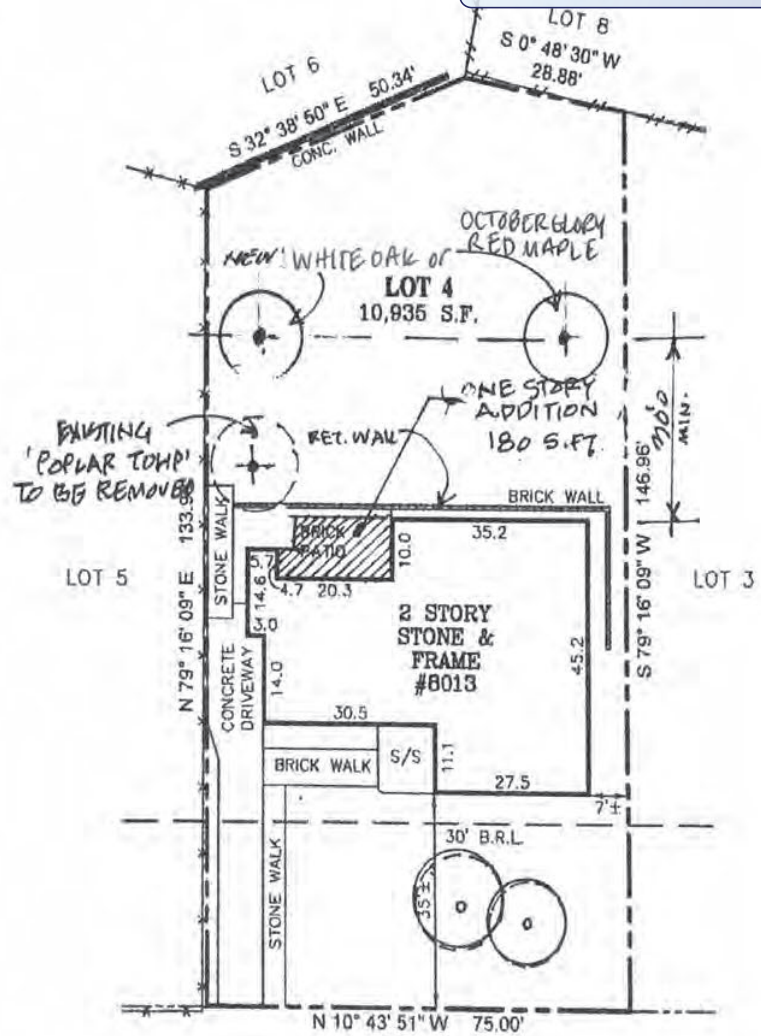 LOT 8
S 0° 48' 30" W
28.88'
LOT 6
S 32° 38' 50" E 50.34'
CONC. WALL
OCTOBER GLORY
RED MAPLE
NEW! WHITE OAK or
LOT 4
10,935 S.F.
ONE STORY
ADDITION
180 S.FT.
30'0
MIN.
EXISTING
'POPLAR TULIP'
TO BE REMOVED
RET. WALL
BRICK WALL
S 79° 16' 09" W 146.96'
N 79° 16' 09" E
STONE WALK
BRICK
PATIO
35.2
10.0
LOT 5
LOT 3
5.7
4.7 20.3
14.6
3.0
2 STORY
STONE &
FRAME
#8013
45.2
CONCRETE
DRIVEWAY
14.0
30.5
BRICK WALK
S/S
11.1
27.5
7'±
30' B.R.L.
STONE WALK
35'±
N 10° 43' 51" W 75.00'